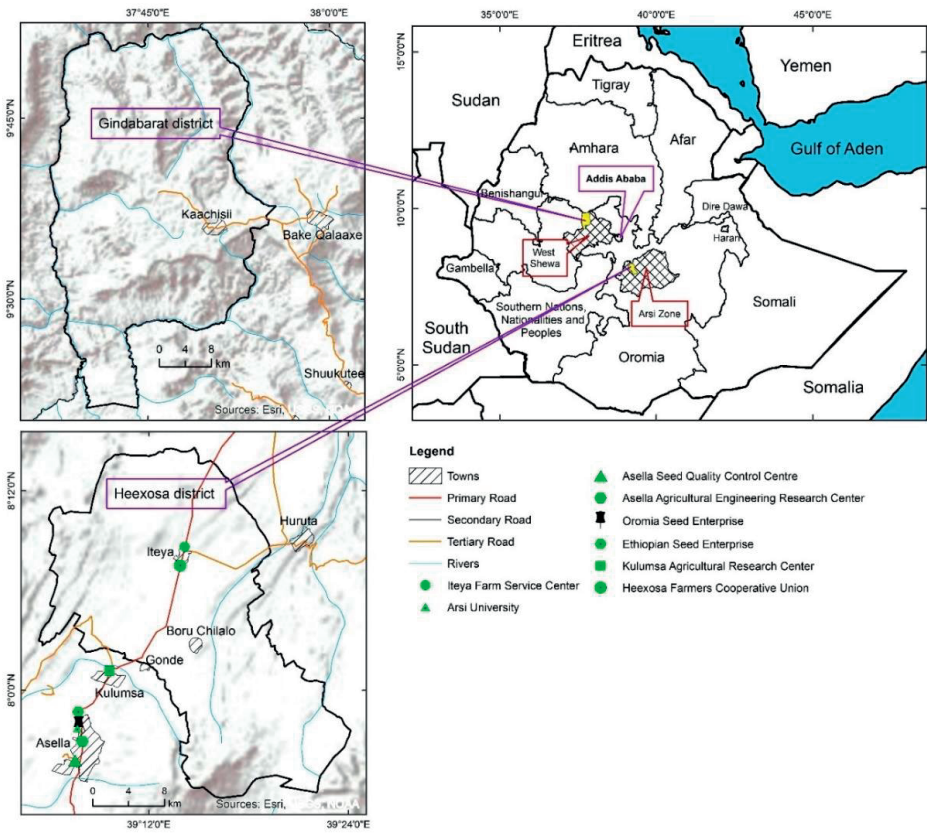 37°45'0"E
38°0'0"E
9°45'0"N
9°30'0"N
Gindabarat district
Kaachisii
Bake Qalaaxe
Shuukutee
0 4 8
km
Sources: Esri,
35°0'0"E
40°0'0"E
45°0'0"E
15°0'0"N
10°0'0"N
5°0'0"N
Eritrea
Yemen
Sudan
Tigray
Afar
Amhara
Gulf of Aden
Addis Ababa
Benishangul
Dire Dawa
Harari
West
Shewa
Gambella
Southern Nations,
Nationalities and
Peoples
Arsi Zone
Somali
South
Sudan
Oromia
Somalia
8°12'0"N
8°0'0"N
Heexosa district
Huruta
Iteya
Boru Chilalo
Gonde
Kulumsa
Asella
0 4 8
km
Sources: Esri,
39°12'0"E
39°24'0"E
Legend
Towns
Primary Road
Secondary Road
Tertiary Road
Rivers
Iteya Farm Service Center
Arsi University
Asella Seed Quality Control Centre
Asella Agricultural Engineering Research Center
Oromia Seed Enterprise
Ethiopian Seed Enterprise
Kulumsa Agricultural Research Center
Heexosa Farmers Cooperative Union